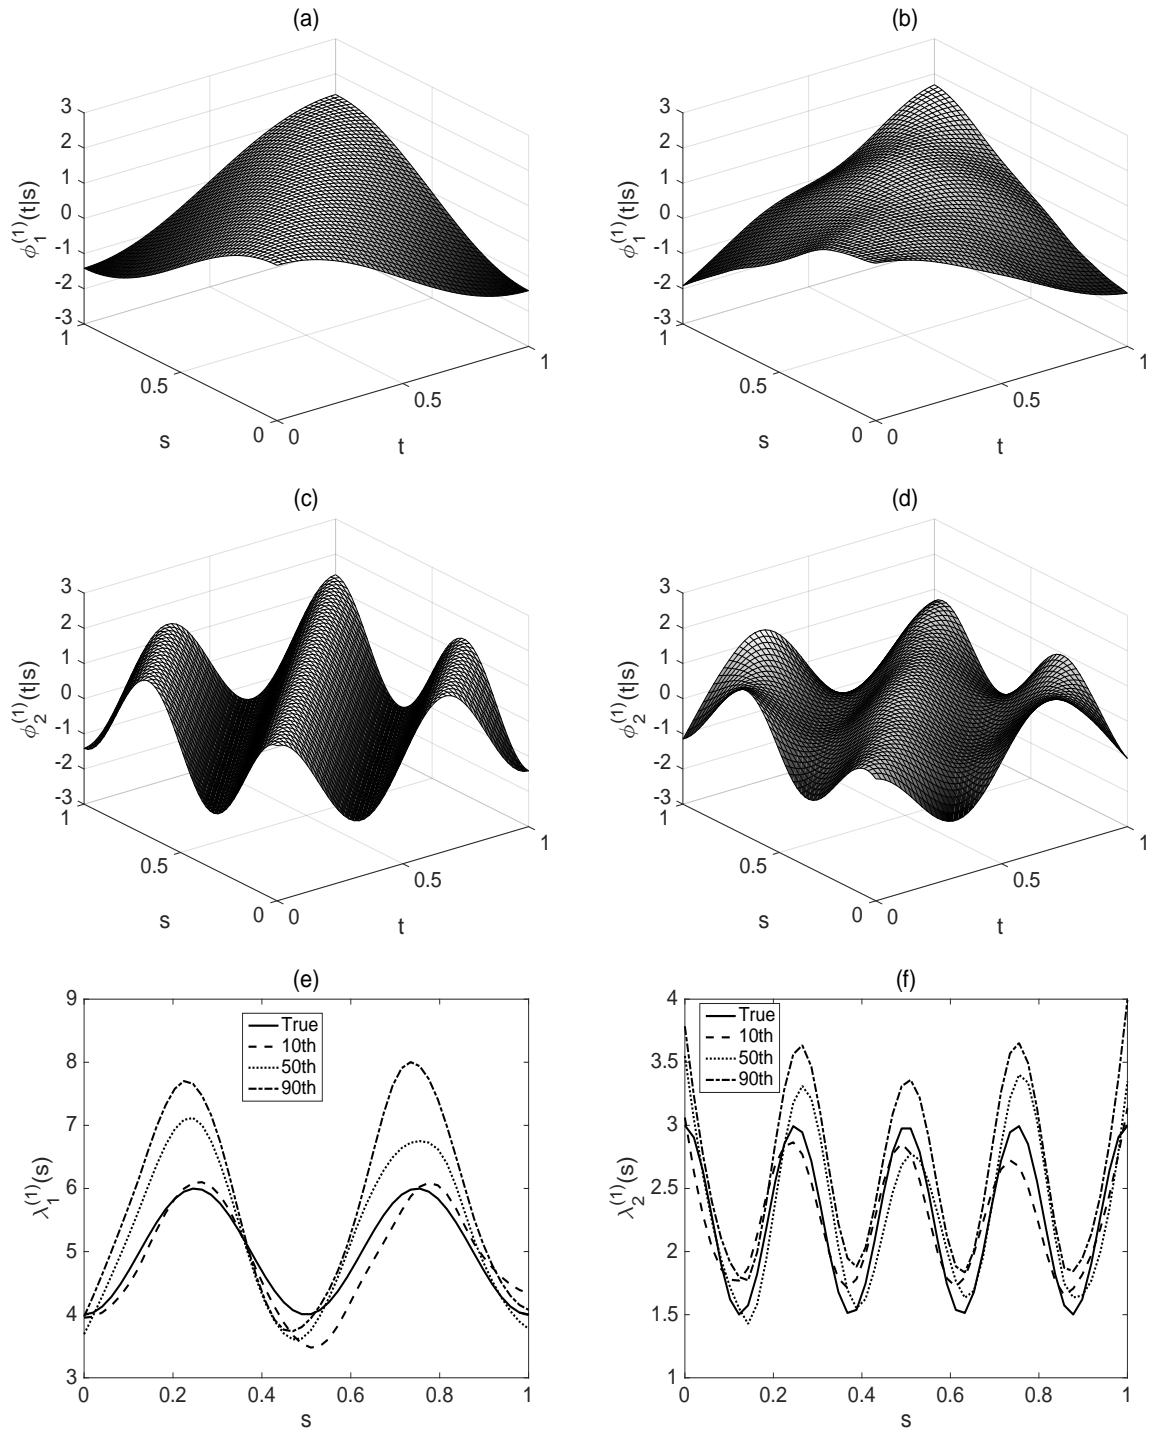 (a)
3
2
1
0
-1
-2
-3
1
0.5
0
0
0.5
1
s
t
ϕ₁⁽¹⁾(t|s)
(b)
3
2
1
0
-1
-2
-3
1
0.5
0
0
0.5
1
s
t
ϕ₁⁽¹⁾(t|s)
(c)
3
2
1
0
-1
-2
-3
1
0.5
0
0
0.5
1
s
t
ϕ₂⁽¹⁾(t|s)
(d)
3
2
1
0
-1
-2
-3
1
0.5
0
0
0.5
1
s
t
ϕ₂⁽¹⁾(t|s)
(e)
9
8
7
6
5
4
3
0
0.2
0.4
0.6
0.8
1
s
λ₁⁽¹⁾(s)
True
10th
50th
90th
(f)
4
3.5
3
2.5
2
1.5
1
0
0.2
0.4
0.6
0.8
1
s
λ₂⁽¹⁾(s)
True
10th
50th
90th